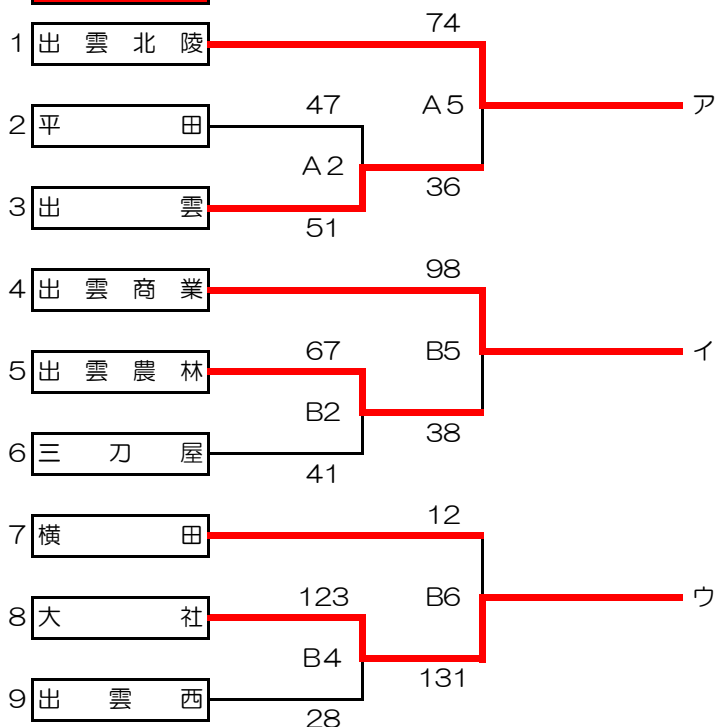 74
1 出雲北陵
47 A5 ア
2 平田
A2
36
3 出雲
51
98
4 出雲商業
67 B5 イ
5 出雲農林
B2
38
6 三刀屋
41
12
7 横田
123 B6 ウ
8 大社
B4
131
9 出雲西
28